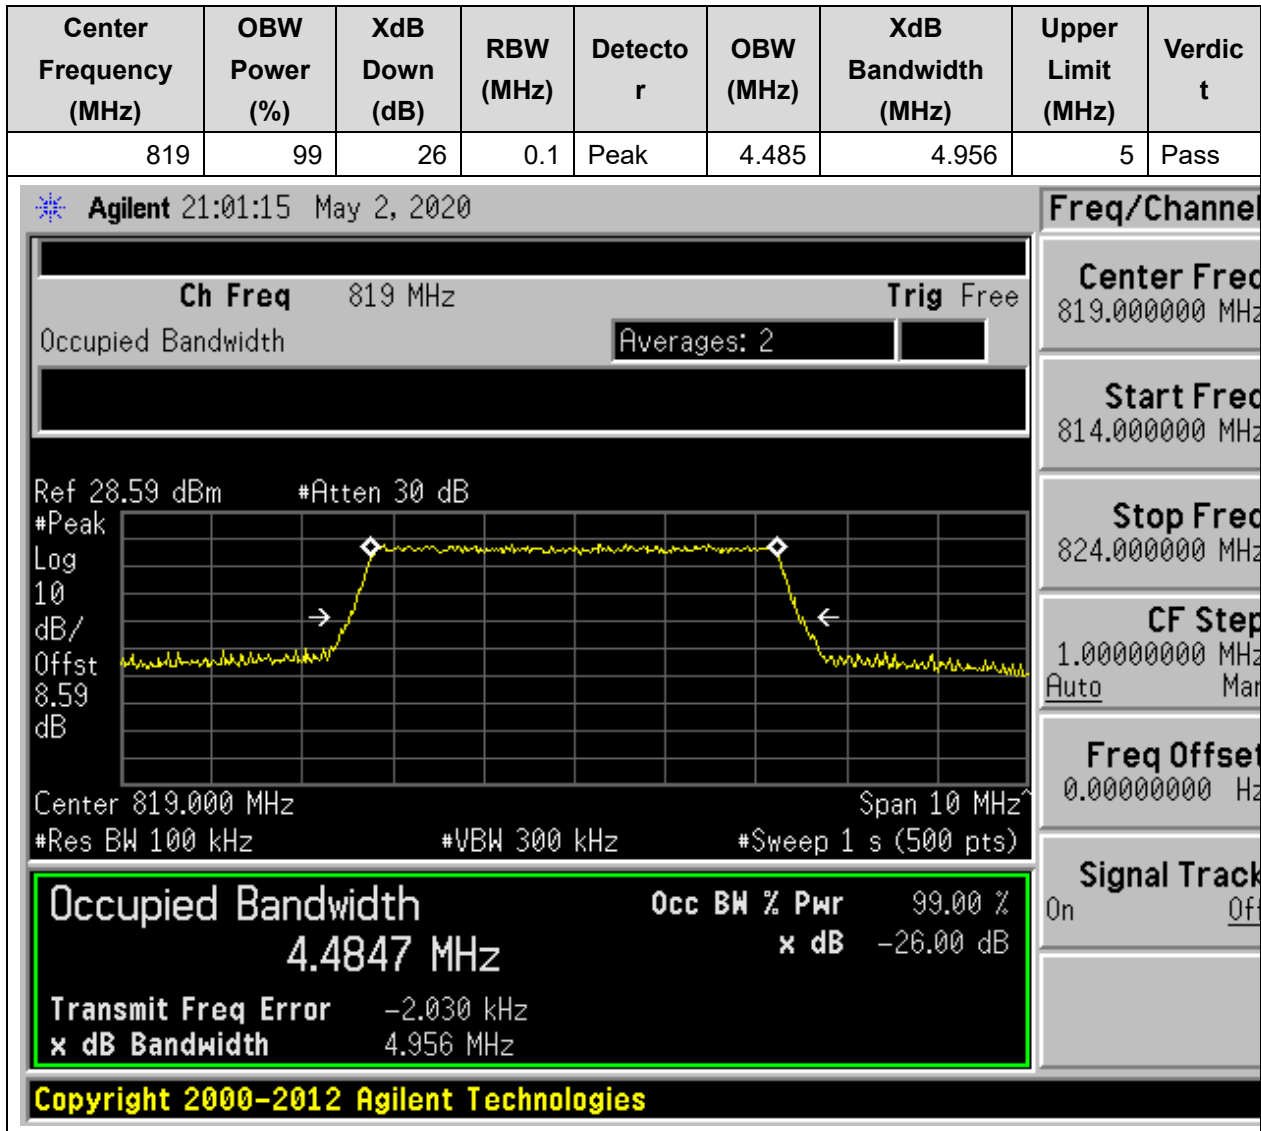 Center Frequency (MHz) OBW Power (%) XdB Down (dB) RBW (MHz) Detecto r OBW (MHz) XdB Bandwidth (MHz) Upper Limit (MHz) Verdic t
819 99 26 0.1 Peak 4.485 4.956 5 Pass
Agilent 21:01:15 May 2, 2020
Freq/Channel
Ch Freq 819 MHz Trig Free
Occupied Bandwidth Averages: 2
Center Freq
819.000000 MHz
Start Freq
814.000000 MHz
Stop Freq
824.000000 MHz
CF Step
1.00000000 MHz
Auto Man
Freq Offset
0.00000000 Hz
Signal Track
On Off
Ref 28.59 dBm #Atten 30 dB
#Peak
Log
10
dB/
Offst
8.59
dB
Center 819.000 MHz Span 10 MHz^
#Res BW 100 kHz #VBW 300 kHz #Sweep 1 s (500 pts)
Occupied Bandwidth Occ BW % Pwr 99.00 %
4.4847 MHz x dB -26.00 dB
Transmit Freq Error -2.030 kHz
x dB Bandwidth 4.956 MHz
Copyright 2000-2012 Agilent Technologies